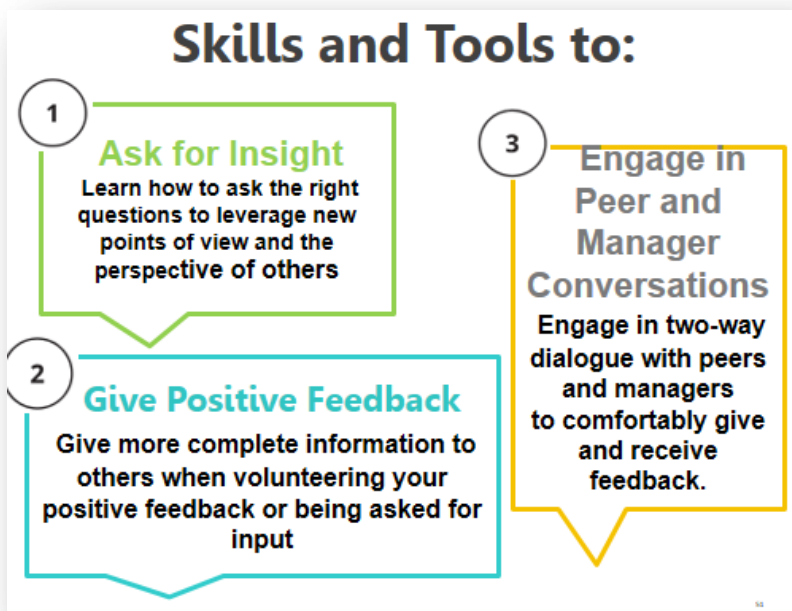 Skills and Tools to:
1
Ask for Insight
Learn how to ask the right
questions to leverage new
points of view and the
perspective of others
2
Give Positive Feedback
Give more complete information to
others when volunteering your
positive feedback or being asked for
input
3
Engage in
Peer and
Manager
Conversations
Engage in two-way
dialogue with peers
and managers
to comfortably give
and receive
feedback.